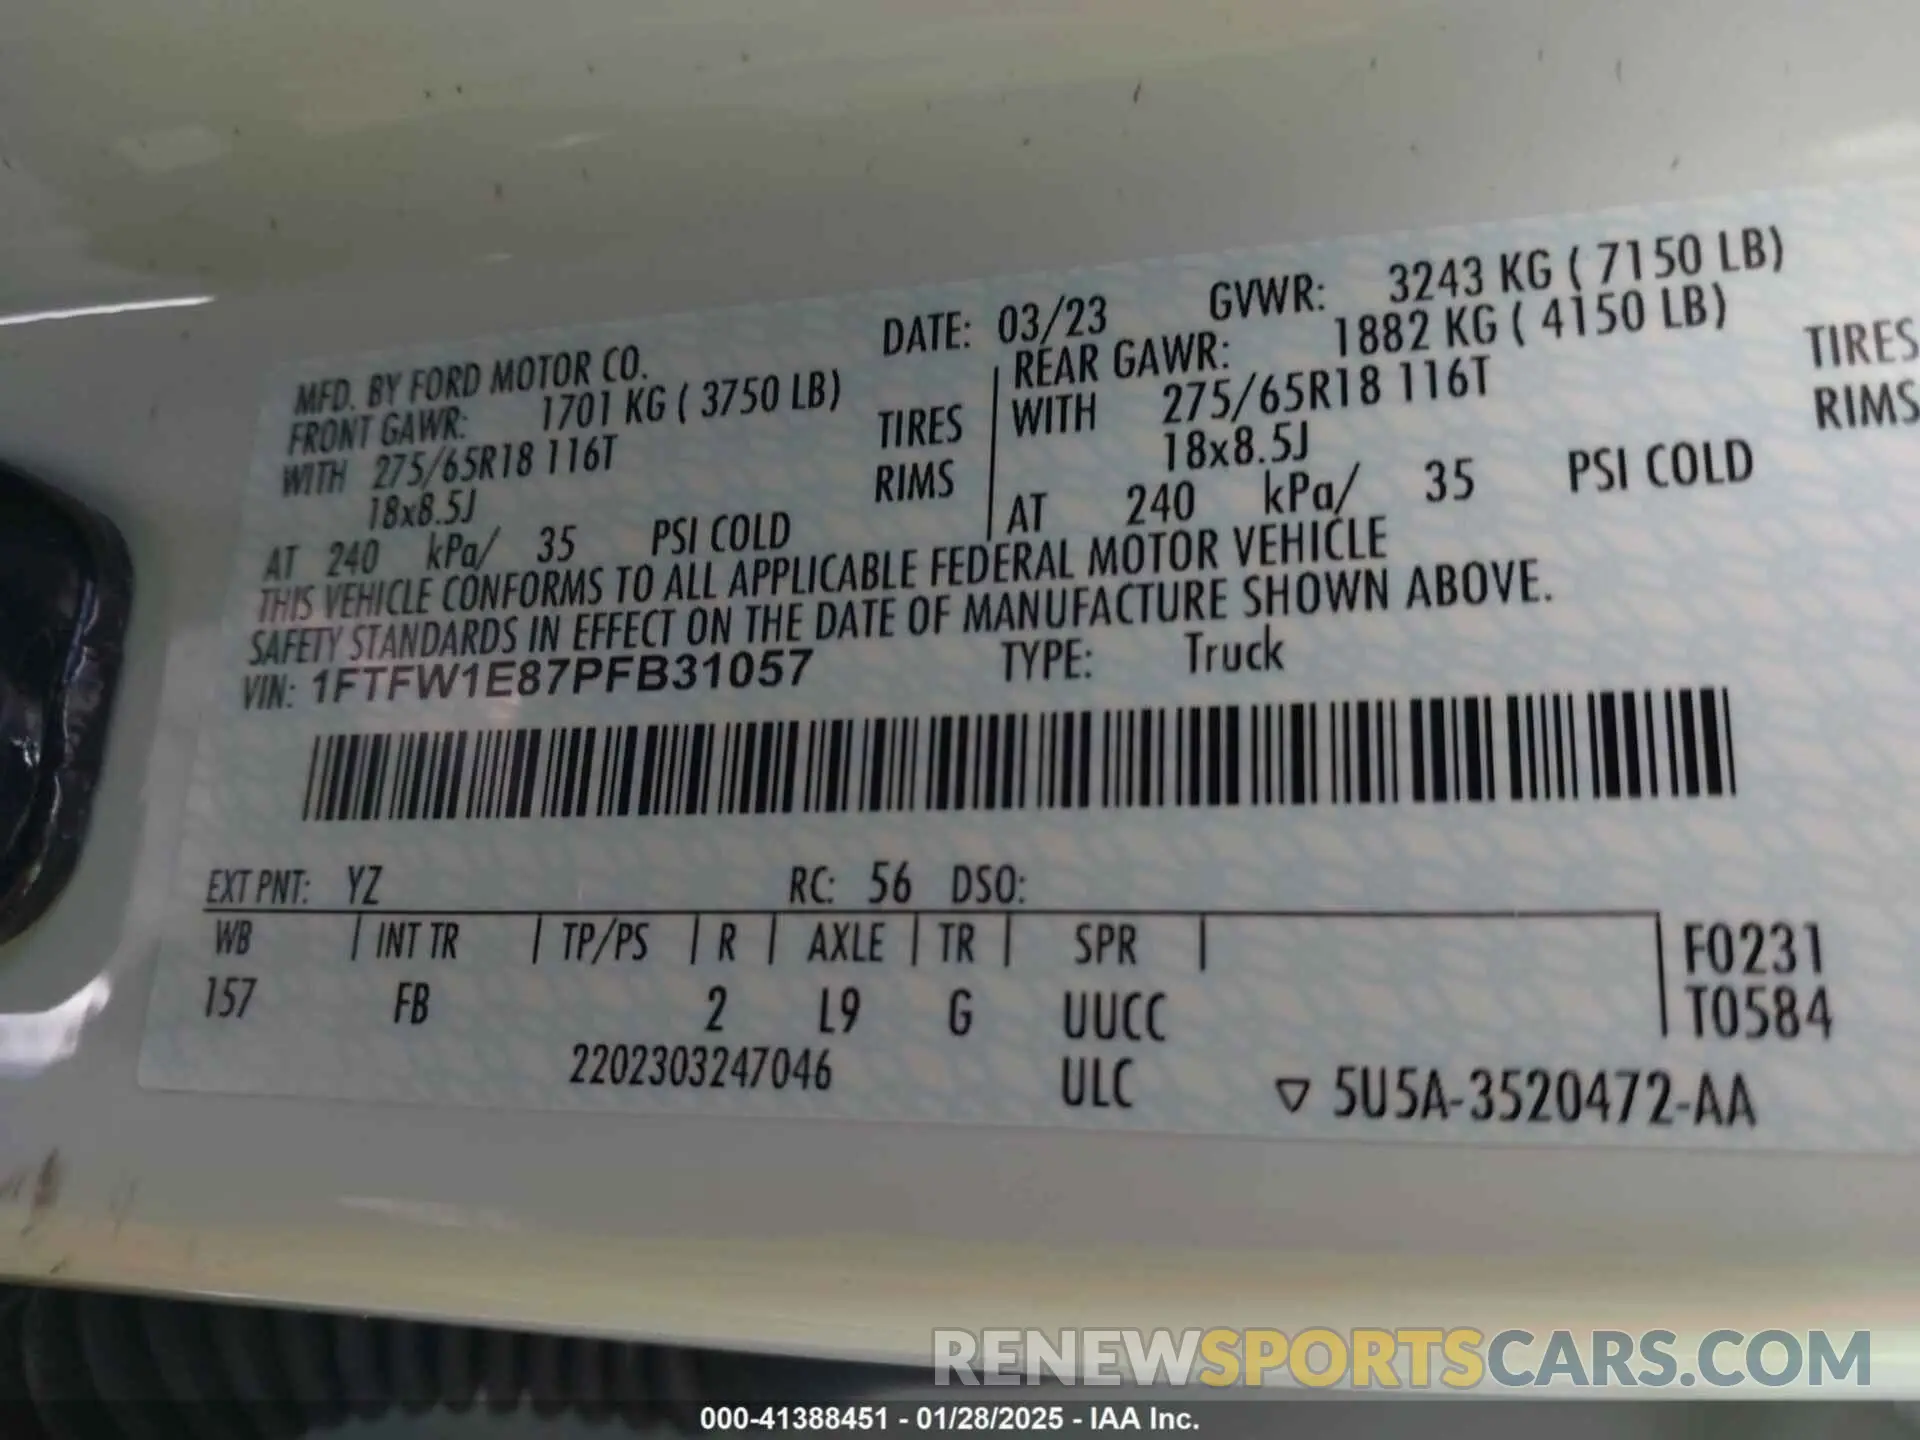 MFD. BY FORD MOTOR CO.
DATE: 03/23
GVWR: 3243 KG ( 7150 LB)
FRONT GAWR: 1701 KG ( 3750 LB)
REAR GAWR: 1882 KG ( 4150 LB)
WITH 275/65R18 116T TIRES
WITH 275/65R18 116T TIRES
18x8.5J RIMS
18x8.5J RIMS
AT 240 kPa/ 35 PSI COLD
AT 240 kPa/ 35 PSI COLD
THIS VEHICLE CONFORMS TO ALL APPLICABLE FEDERAL MOTOR VEHICLE
SAFETY STANDARDS IN EFFECT ON THE DATE OF MANUFACTURE SHOWN ABOVE.
VIN: 1FTFW1E87PFB31057
TYPE: Truck
EXT PNT: YZ RC: 56 DSO:
WB | INT TR | TP/PS | R | AXLE | TR | SPR |
F0231
157 FB 2 L9 G UUCC
T0584
2202303247046 ULC ▽ 5U5A-3520472-AA
RENEWSPORTSCARS.COM
000-41388451 - 01/28/2025 - IAA Inc.